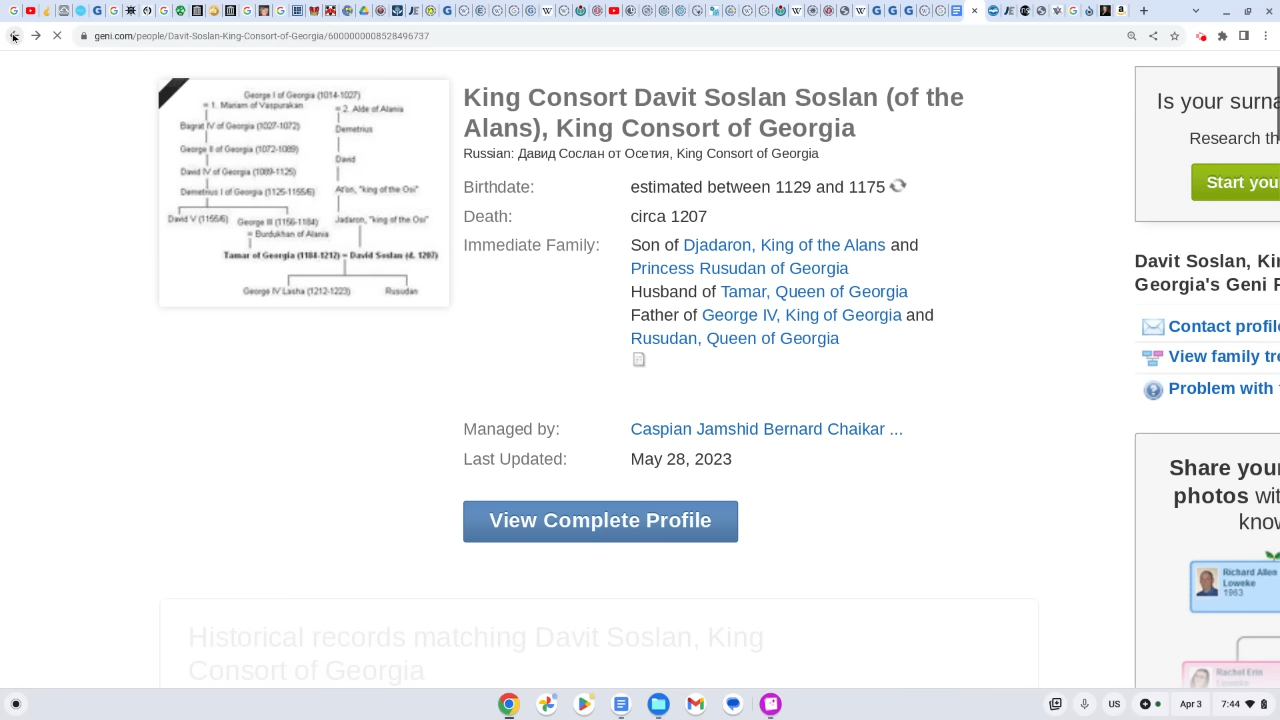 JE
geni.com/people/Davit-Soslan-King-Consort-of-Georgia/6000000008528496737
George I of Georgia (1014-1027)
= 1. Mariam of Vaspurakan
= 2. Alde of Alania
Bagrat IV of Georgia (1027-1072)
Demetrius
George II of Georgia (1072-1089)
David
David IV of Georgia (1089-1125)
Demetrius I of Georgia (1125-1155/6)
At'on, "king of the Osi"
David V (1155/6)
George III (1156-1184)
Jadaron, "king of the Osi"
= Burdukhan of Alania
Tamar of Georgia (1184-1212) = David Soslan (d. 1207)
George IV Lasha (1212-1223)
Rusudan
King Consort Davit Soslan Soslan (of the
Alans), King Consort of Georgia
Russian: Давид Сослан от Осетия, King Consort of Georgia
Birthdate:
estimated between 1129 and 1175
Death:
circa 1207
Immediate Family:
Son of Djadaron, King of the Alans and
Princess Rusudan of Georgia
Husband of Tamar, Queen of Georgia
Father of George IV, King of Georgia and
Rusudan, Queen of Georgia
Managed by:
Caspian Jamshid Bernard Chaikar ...
Last Updated:
May 28, 2023
View Complete Profile
Historical records matching Davit Soslan, King
Consort of Georgia
Is your surna
Research th
Start you
Davit Soslan, Ki
Georgia's Geni
Contact profil
View family tre
Problem with
Share your
photos wit
know
Richard Allen
Loweke
1963
Rachel Erin
Loweke
US
Apr 3
7:44